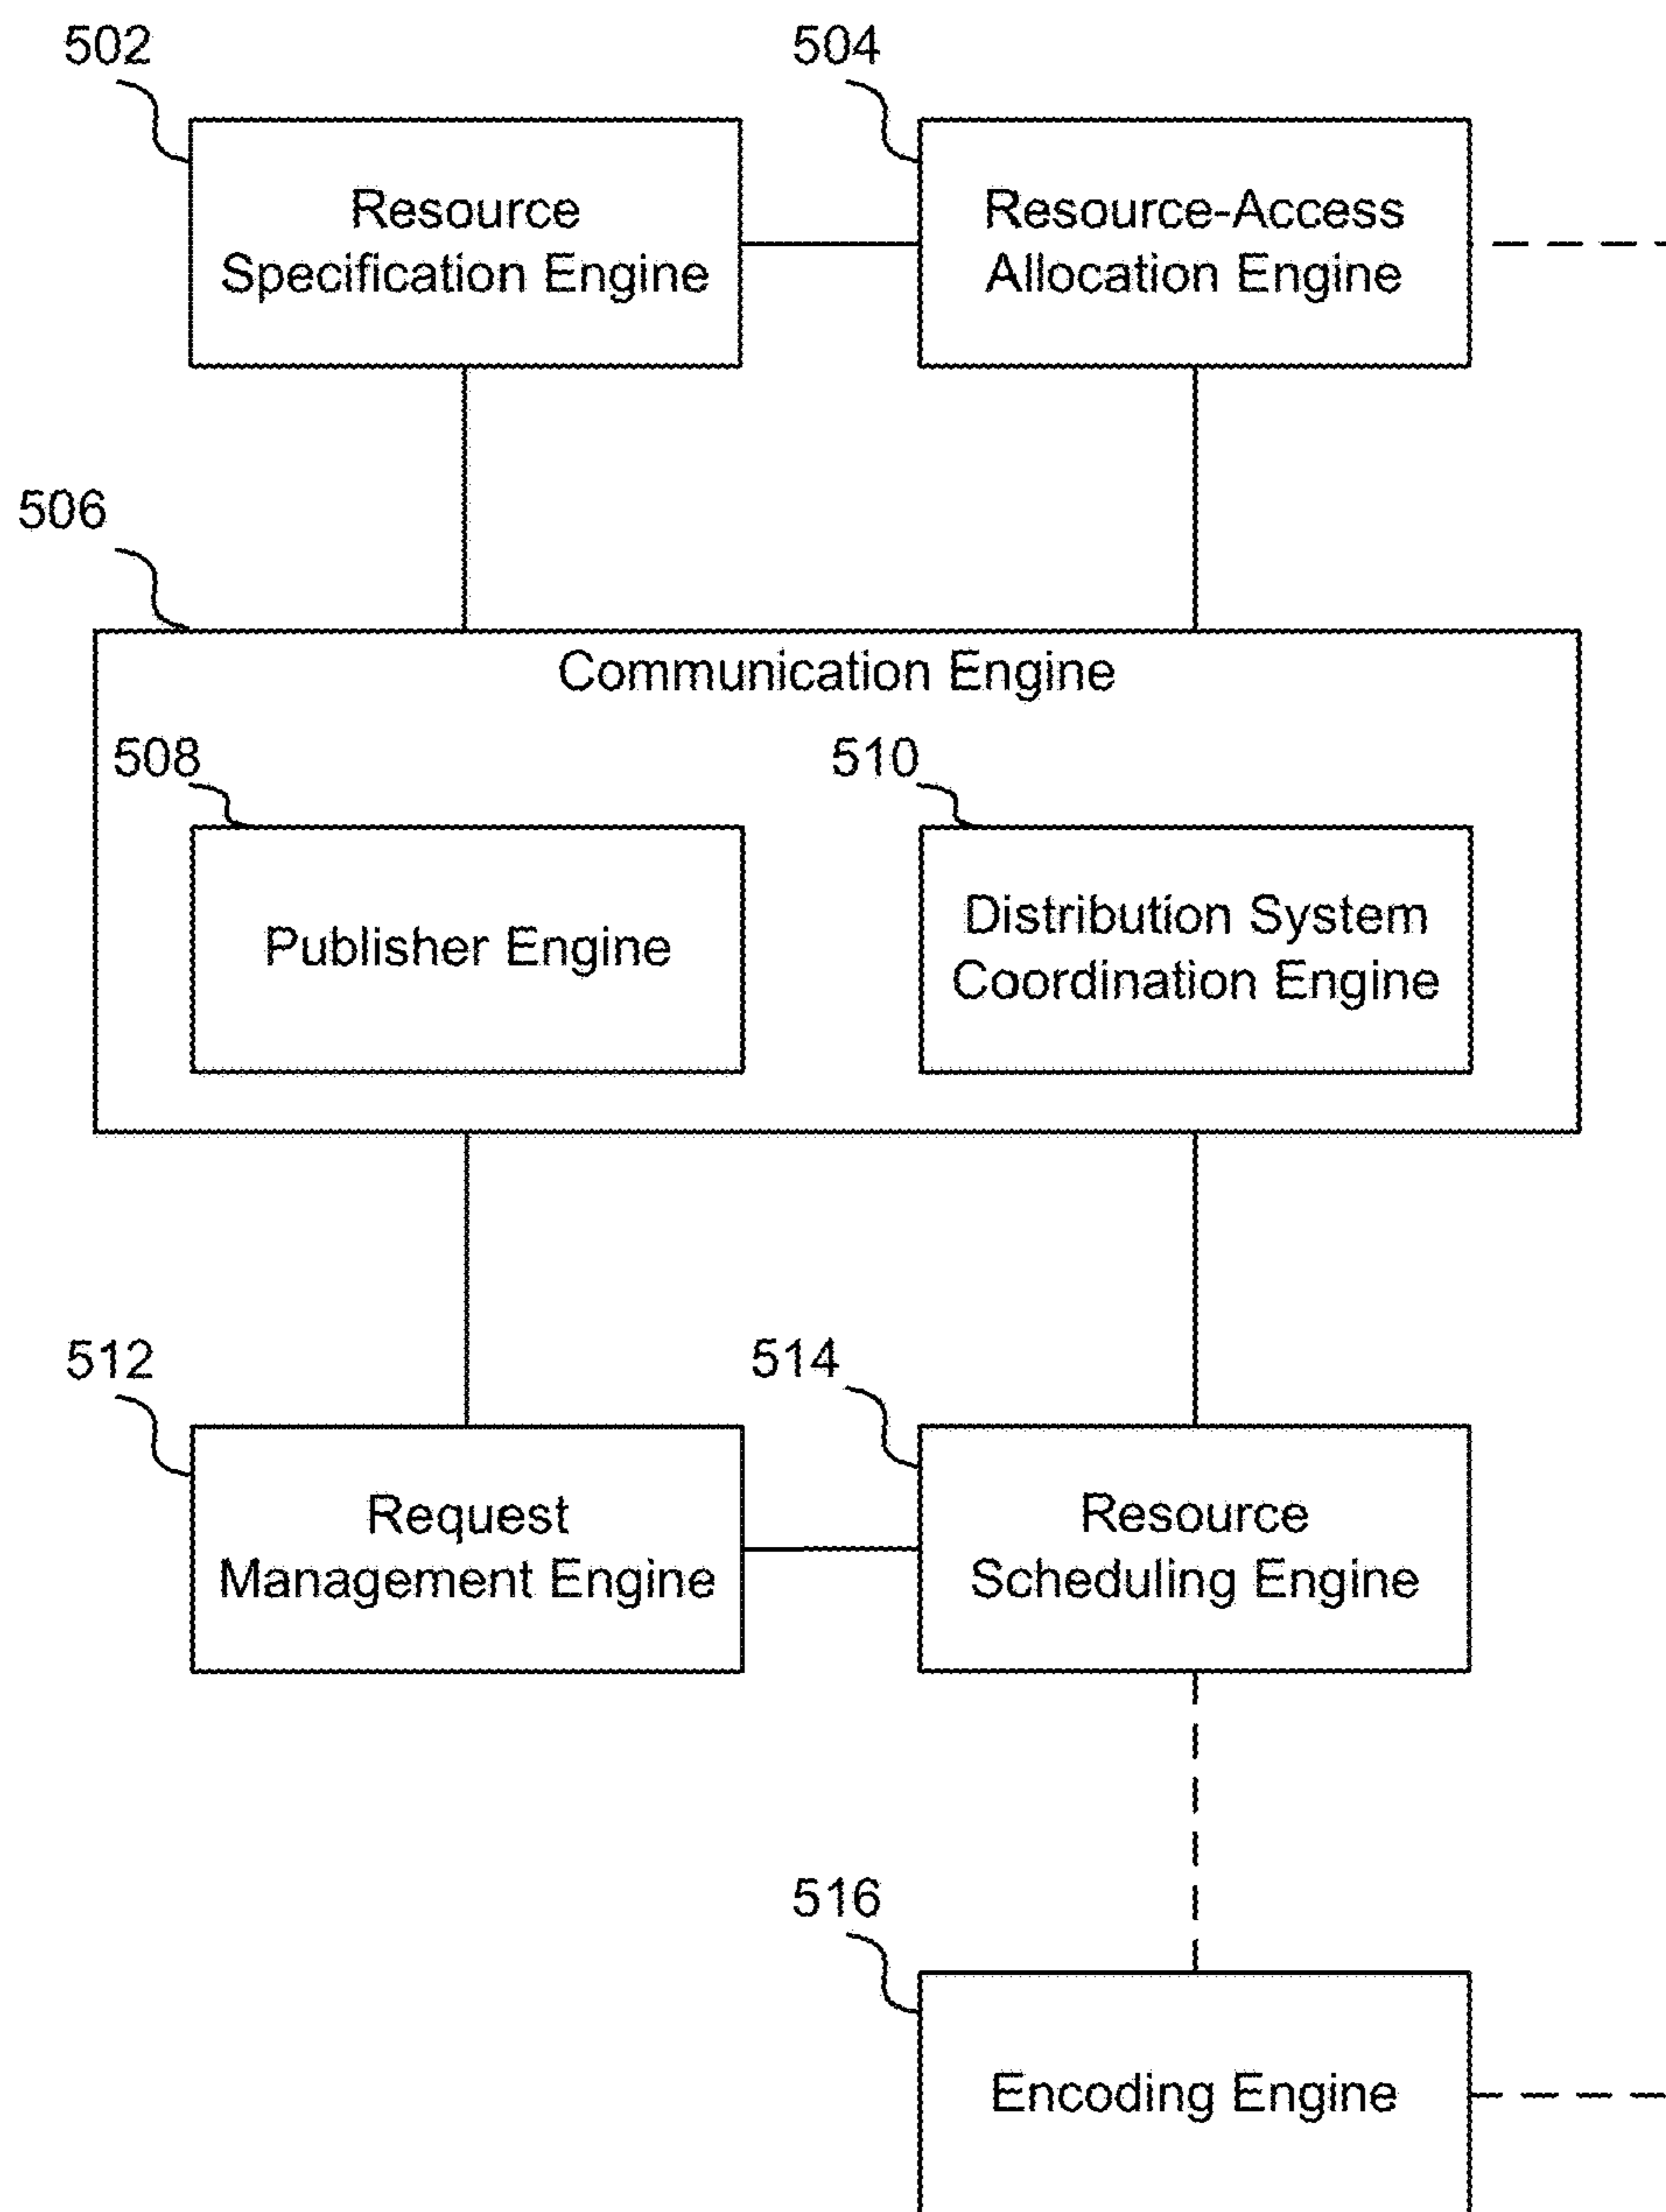 502
504
Resource
Specification Engine
Resource-Access
Allocation Engine
506
Communication Engine
508
510
Publisher Engine
Distribution System
Coordination Engine
512
514
Request
Management Engine
Resource
Scheduling Engine
516
Encoding Engine